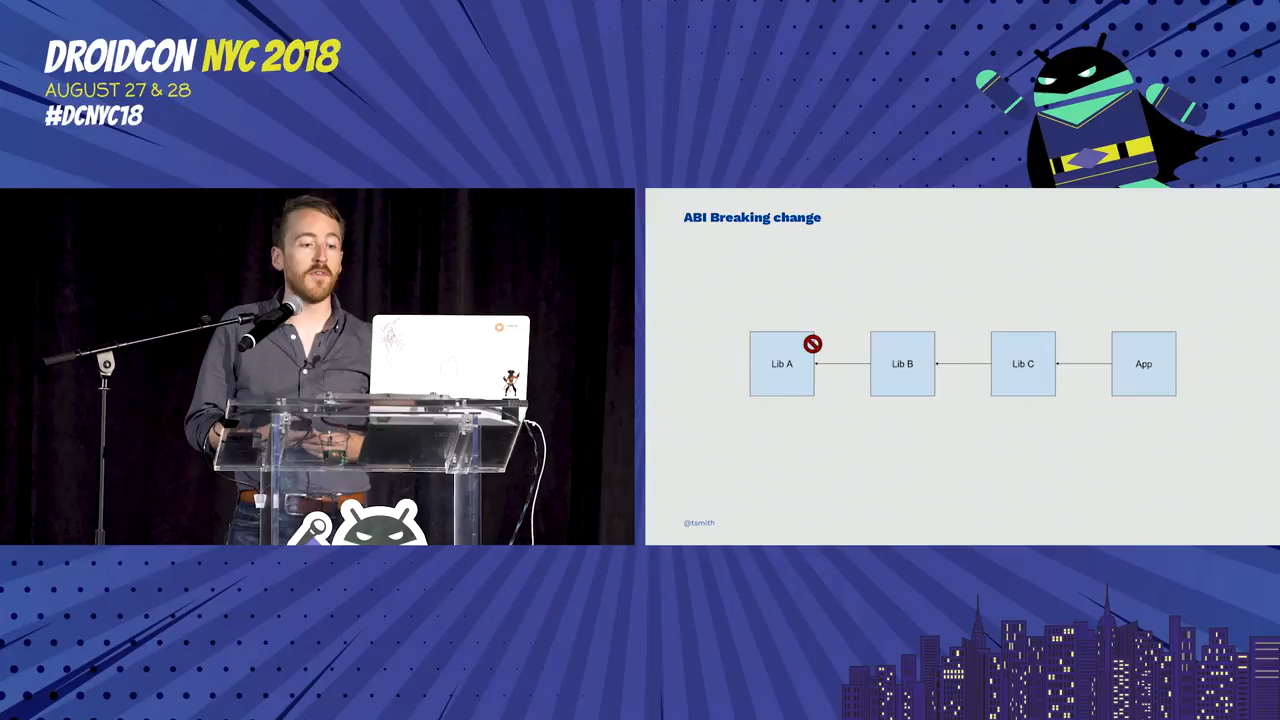 DROIDCON NYC 2018
AUGUST 27 & 28
#DCNYC18
ABI Breaking change
Lib A
Lib B
Lib C
App
@tsmith